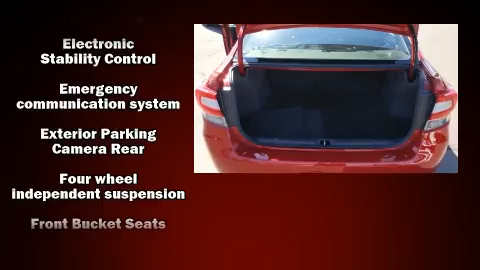 Electronic
Stability Control
Emergency
communication system
Exterior Parking
Camera Rear
Four wheel
independent suspension
Front Bucket Seats